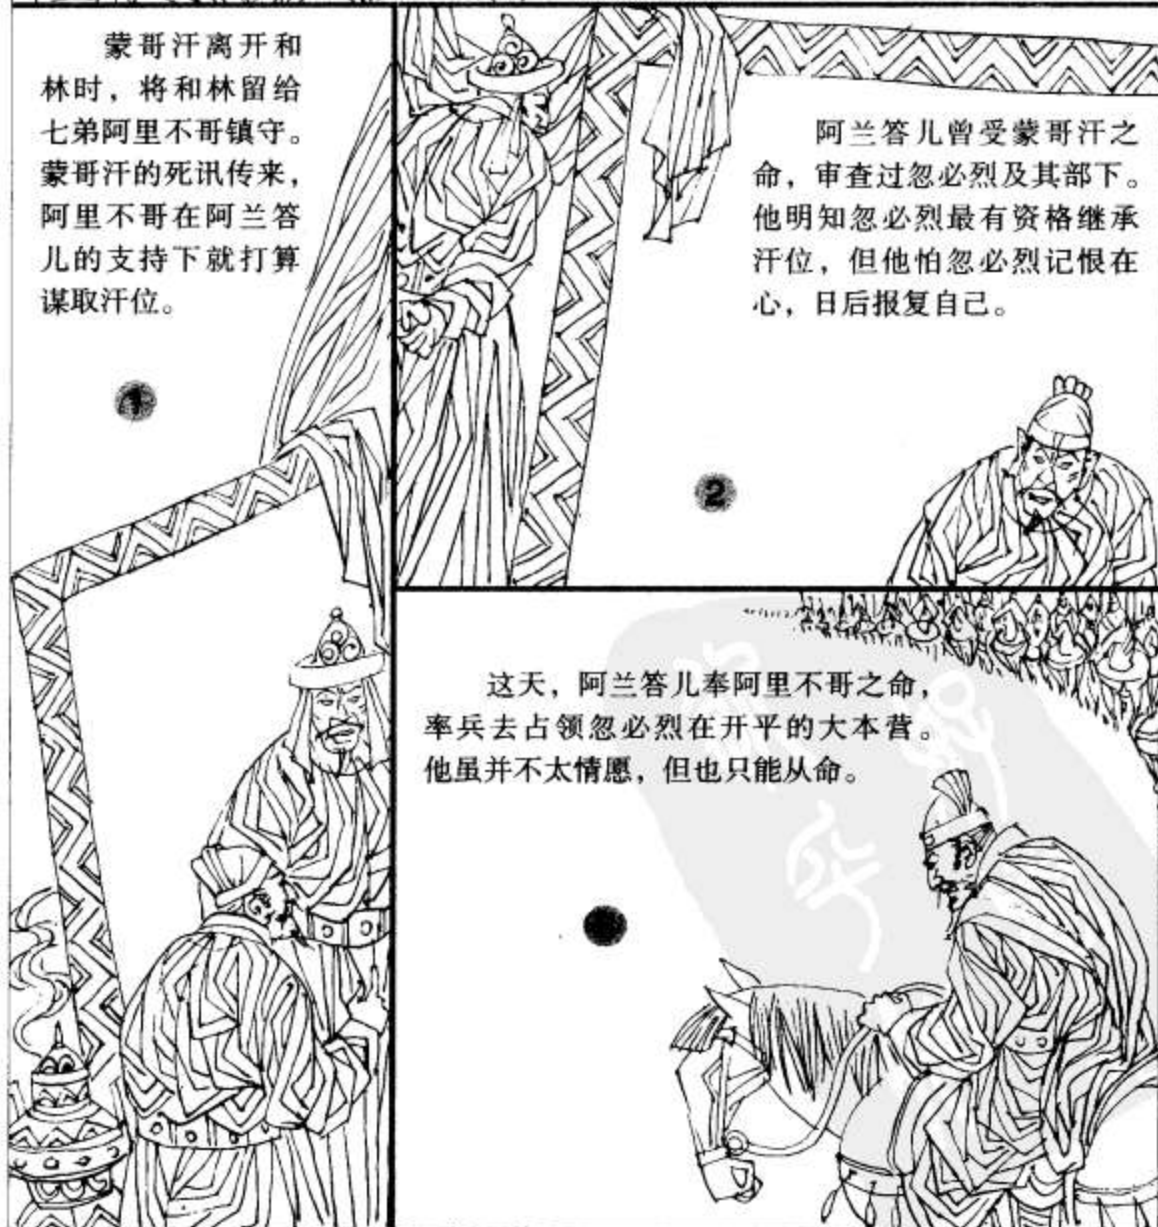 蒙哥汗离开和
林时，将和林留给
七弟阿里不哥镇守。
蒙哥汗的死讯传来，
阿里不哥在阿兰答
儿的支持下就打算
谋取汗位。
1
阿兰答儿曾受蒙哥汗之
命，审查过忽必烈及其部下。
他明知忽必烈最有资格继承
汗位，但他怕忽必烈记恨在
心，日后报复自己。
2
这天，阿兰答儿奉阿里不哥之命，
率兵去占领忽必烈在开平的大本营。
他虽并不太情愿，但也只能从命。